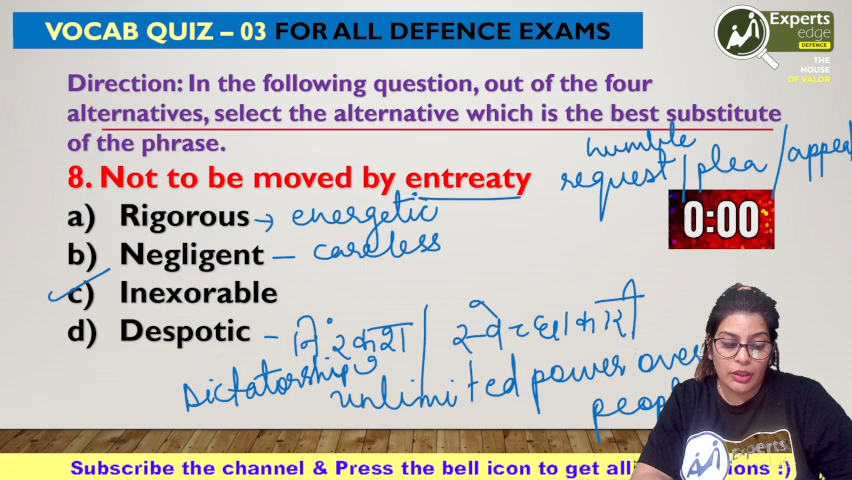 VOCAB QUIZ – 03 FOR ALL DEFENCE EXAMS
Experts
edge
DEFENCE
THE
HOUSE
OF VALOR
Direction: In the following question, out of the four
alternatives, select the alternative which is the best substitute
of the phrase.
humble
request / plea / appeal
8. Not to be moved by entreaty
0:00
a) Rigorous → energetic
b) Negligent – careless
c) Inexorable
d) Despotic – निरंकुश / स्वेच्छाकारी
Dictatorship
unlimited power over
peopl
Experts
Subscribe the channel & Press the bell icon to get all ions :)